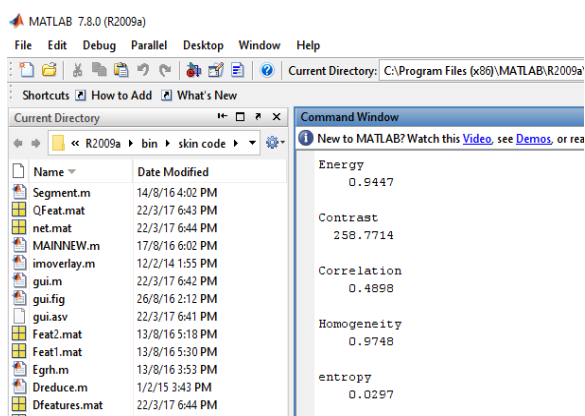 MATLAB 7.8.0 (R2009a)
File Edit Debug Parallel Desktop Window Help
Current Directory: C:\Program Files (x86)\MATLAB\R2009a\
Shortcuts How to Add What's New
Current Directory
« R2009a bin skin code
Name Date Modified
Segment.m 14/8/16 4:02 PM
QFeat.mat 22/3/17 6:43 PM
net.mat 22/3/17 6:44 PM
MAINNEW.m 17/8/16 6:02 PM
imoverlay.m 12/2/14 1:55 PM
gui.m 22/3/17 6:42 PM
gui.fig 26/8/16 2:12 PM
gui.asv 22/3/17 6:41 PM
Feat2.mat 13/8/16 5:18 PM
Feat1.mat 13/8/16 5:30 PM
Egrh.m 13/8/16 3:53 PM
Dreduce.m 1/2/15 3:43 PM
Dfeatures.mat 22/3/17 6:44 PM
Command Window
New to MATLAB? Watch this Video, see Demos, or rea
Energy
0.9447
Contrast
258.7714
Correlation
0.4898
Homogeneity
0.9748
entropy
0.0297